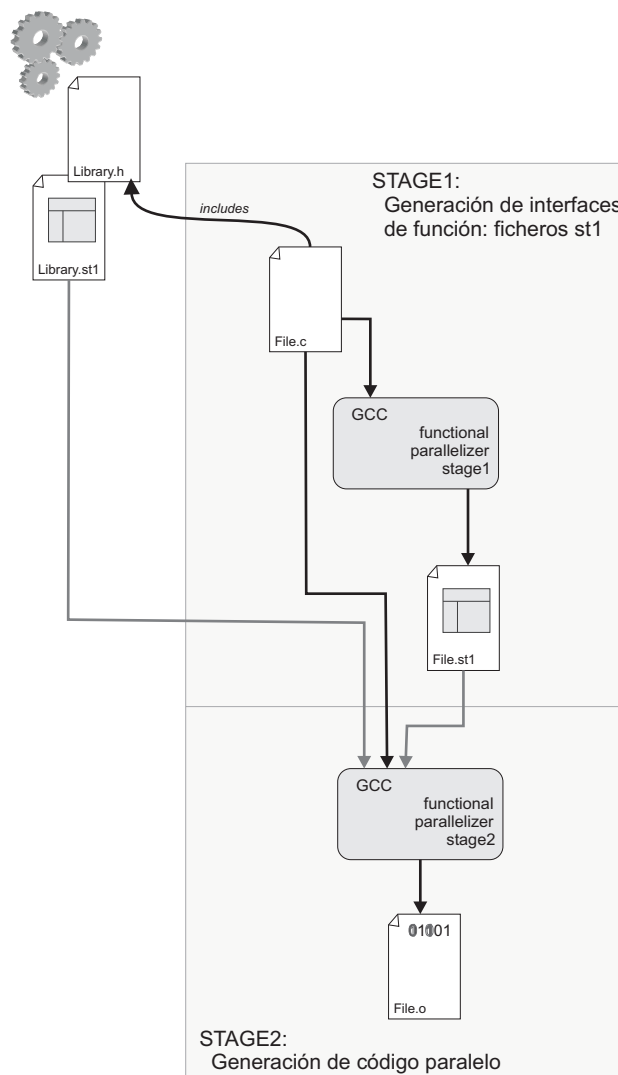 Library.h
Library.st1
STAGE1:
Generación de interfaces
de función: ficheros st1
includes
File.c
GCC
functional
parallelizer
stage1
File.st1
GCC
functional
parallelizer
stage2
01101
File.o
STAGE2:
Generación de código paralelo